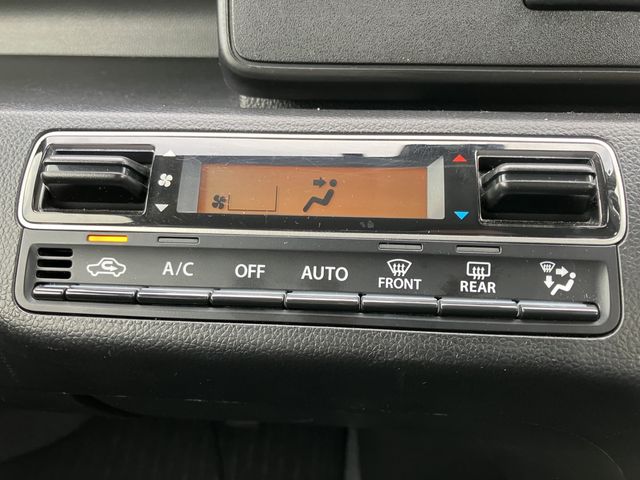 A/C OFF AUTO FRONT REAR